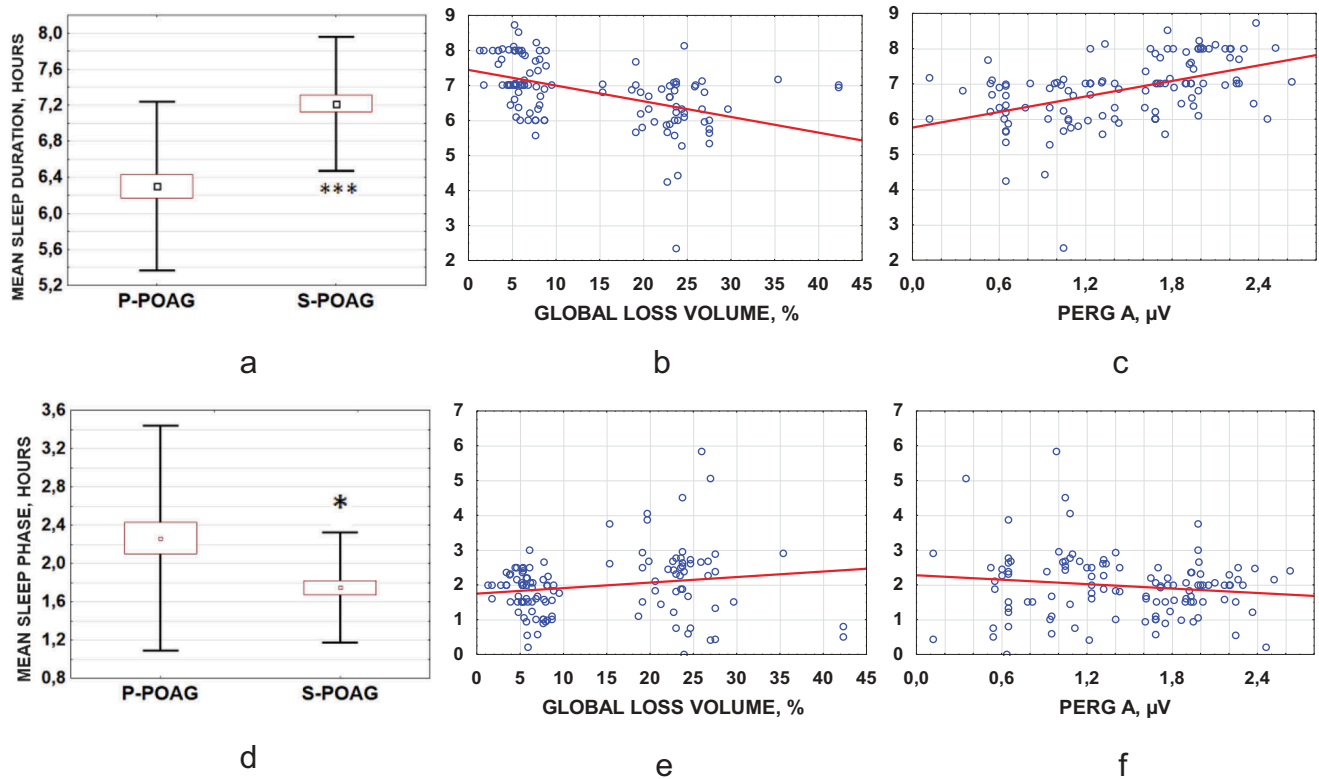 MEAN SLEEP DURATION, HOURS
8,0
7,6
7,2
6,8
6,4
6,0
5,6
5,2
***
P-POAG S-POAG
a
9
8
7
6
5
4
3
2
0 5 10 15 20 25 30 35 40 45
GLOBAL LOSS VOLUME, %
b
9
8
7
6
5
4
3
2
0,0 0,6 1,2 1,8 2,4
PERG A, µV
c
MEAN SLEEP PHASE, HOURS
3,6
3,2
2,8
2,4
2,0
1,6
1,2
0,8
*
P-POAG S-POAG
d
7
6
5
4
3
2
1
0
0 5 10 15 20 25 30 35 40 45
GLOBAL LOSS VOLUME, %
e
7
6
5
4
3
2
1
0
0,0 0,6 1,2 1,8 2,4
PERG A, µV
f